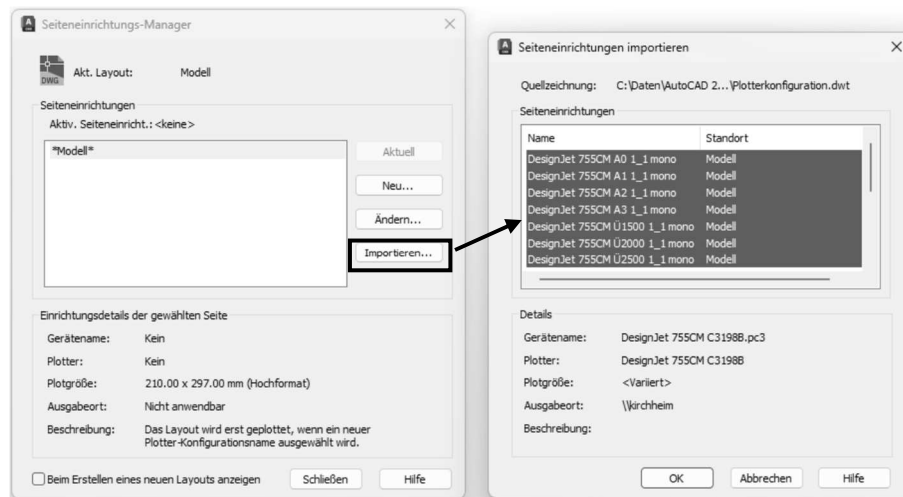 Seiteneinrichtungs-Manager
DWG
Akt. Layout: Modell
Seiteneinrichtungen
Aktiv. Seiteneinricht.: <keine>
*Modell*
Aktuell
Neu...
Ändern...
Importieren...
Einrichtungsdetails der gewählten Seite
Gerätename: Kein
Plotter: Kein
Plotgröße: 210.00 x 297.00 mm (Hochformat)
Ausgabeort: Nicht anwendbar
Beschreibung: Das Layout wird erst geplottet, wenn ein neuer
Plotter-Konfigurationsname ausgewählt wird.
Beim Erstellen eines neuen Layouts anzeigen
Schließen
Hilfe
Seiteneinrichtungen importieren
Quellzeichnung: C:\Daten\AutoCAD 2...\Plotterkonfiguration.dwt
Seiteneinrichtungen
Name Standort
DesignJet 755CM A0 1_1 mono Modell
DesignJet 755CM A1 1_1 mono Modell
DesignJet 755CM A2 1_1 mono Modell
DesignJet 755CM A3 1_1 mono Modell
DesignJet 755CM Ü1500 1_1 mono Modell
DesignJet 755CM Ü2000 1_1 mono Modell
DesignJet 755CM Ü2500 1_1 mono Modell
Details
Gerätename: DesignJet 755CM C3198B.pc3
Plotter: DesignJet 755CM C3198B
Plotgröße: <Variiert>
Ausgabeort: \\kirchheim
Beschreibung:
OK
Abbrechen
Hilfe